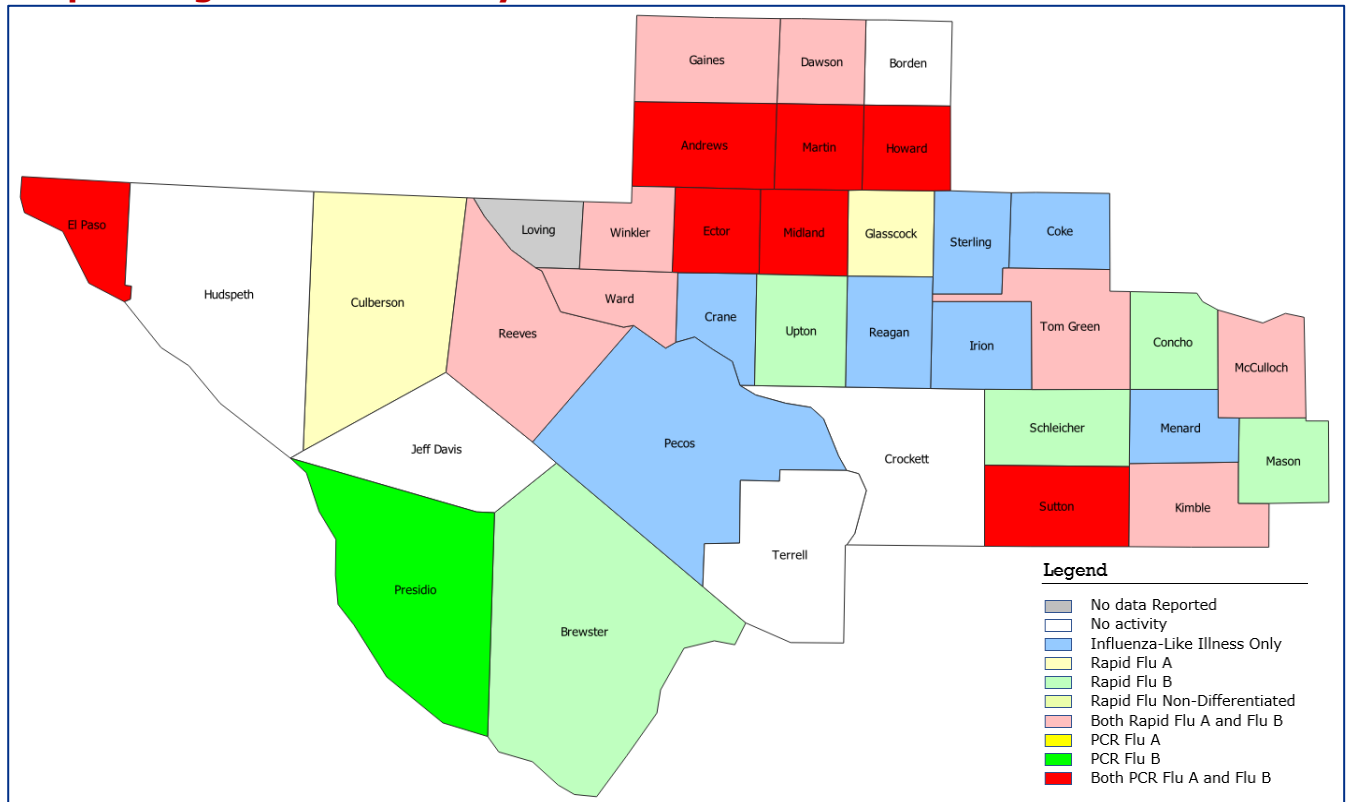 Gaines
Dawson
Borden
Andrews
Martin
Howard
El Paso
Hudspeth
Culberson
Loving
Winkler
Ector
Midland
Glasscock
Sterling
Coke
Reeves
Ward
Crane
Upton
Reagan
Irion
Tom Green
Concho
McCulloch
Jeff Davis
Pecos
Crockett
Schleicher
Menard
Mason
Presidio
Brewster
Terrell
Sutton
Kimble
Legend
No data Reported
No activity
Influenza-Like Illness Only
Rapid Flu A
Rapid Flu B
Rapid Flu Non-Differentiated
Both Rapid Flu A and Flu B
PCR Flu A
PCR Flu B
Both PCR Flu A and Flu B